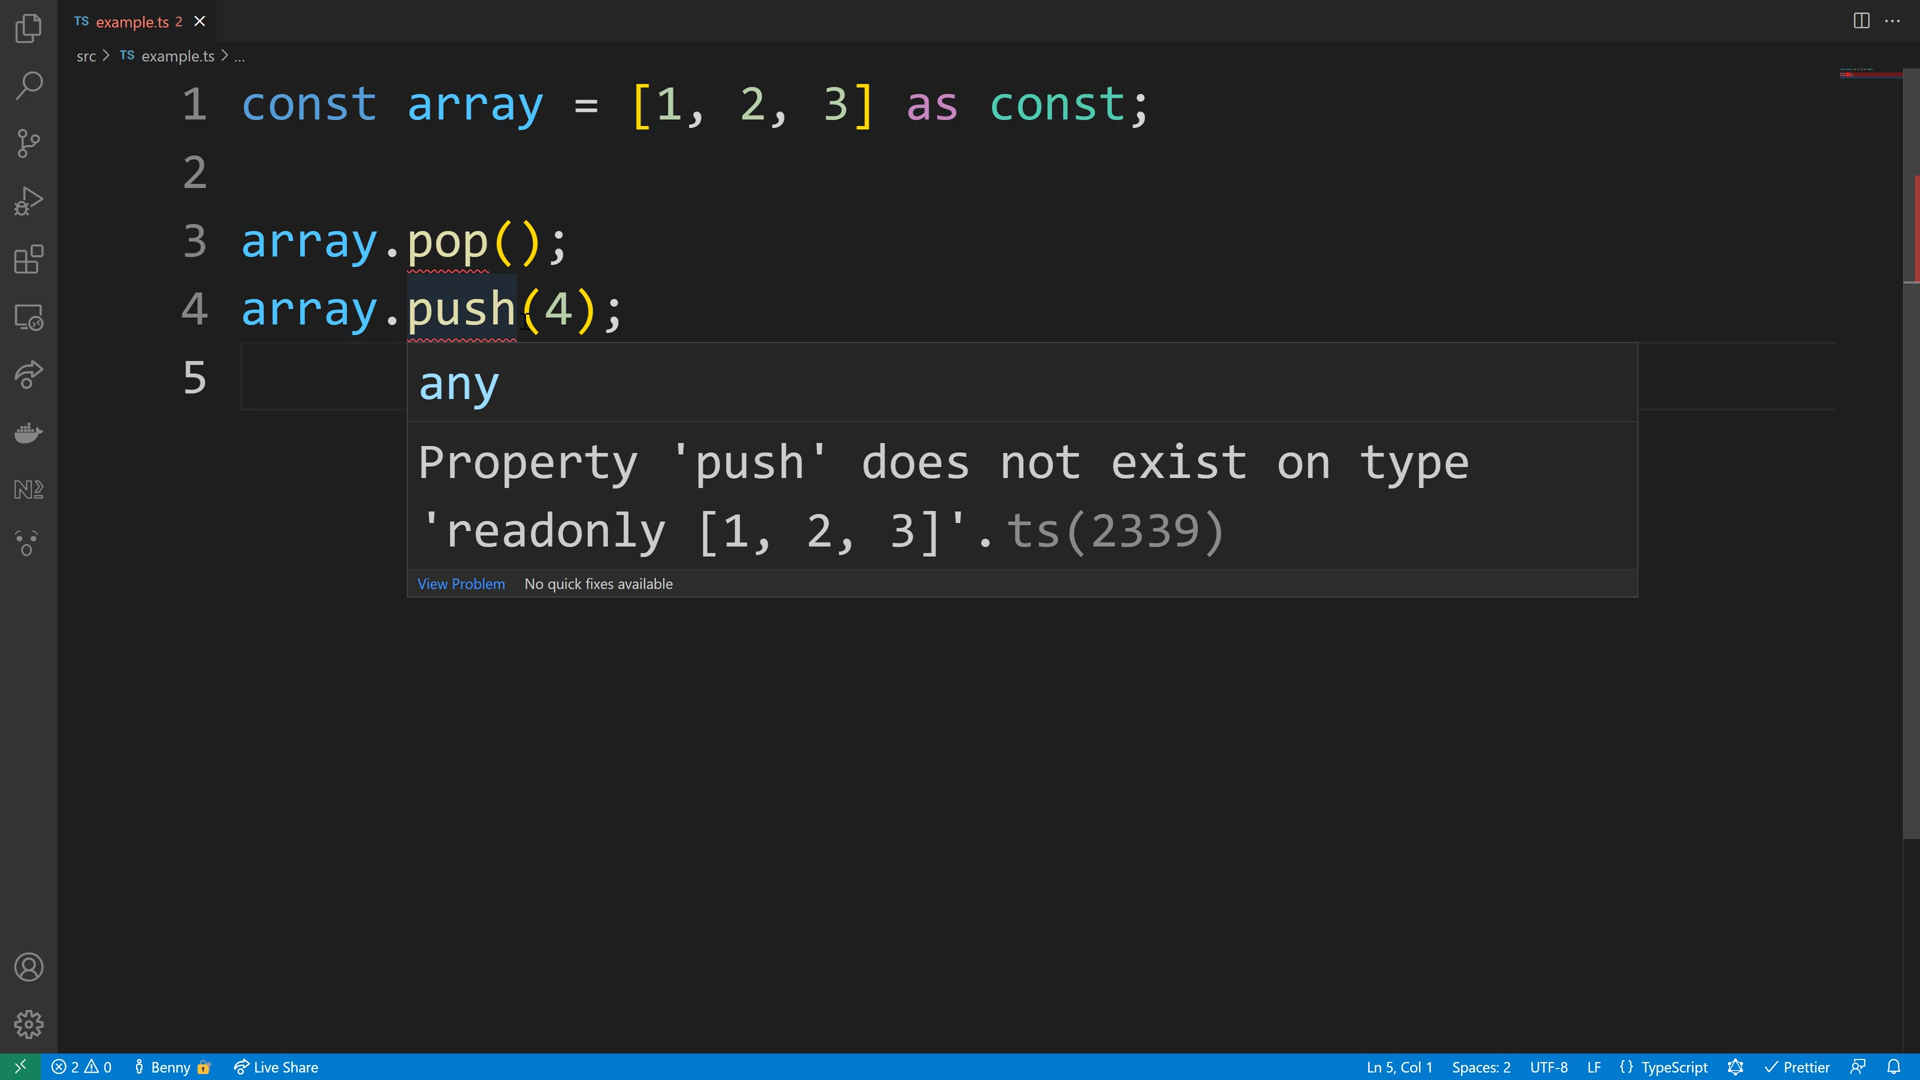 TS example.ts 2
src > TS example.ts > ...
1 const array = [1, 2, 3] as const;
2
3 array.pop();
4 array.push(4);
5
any
Property 'push' does not exist on type
'readonly [1, 2, 3]'. ts(2339)
View Problem No quick fixes available
2 0 Benny Live Share Ln 5, Col 1 Spaces: 2 UTF-8 LF {} TypeScript Prettier